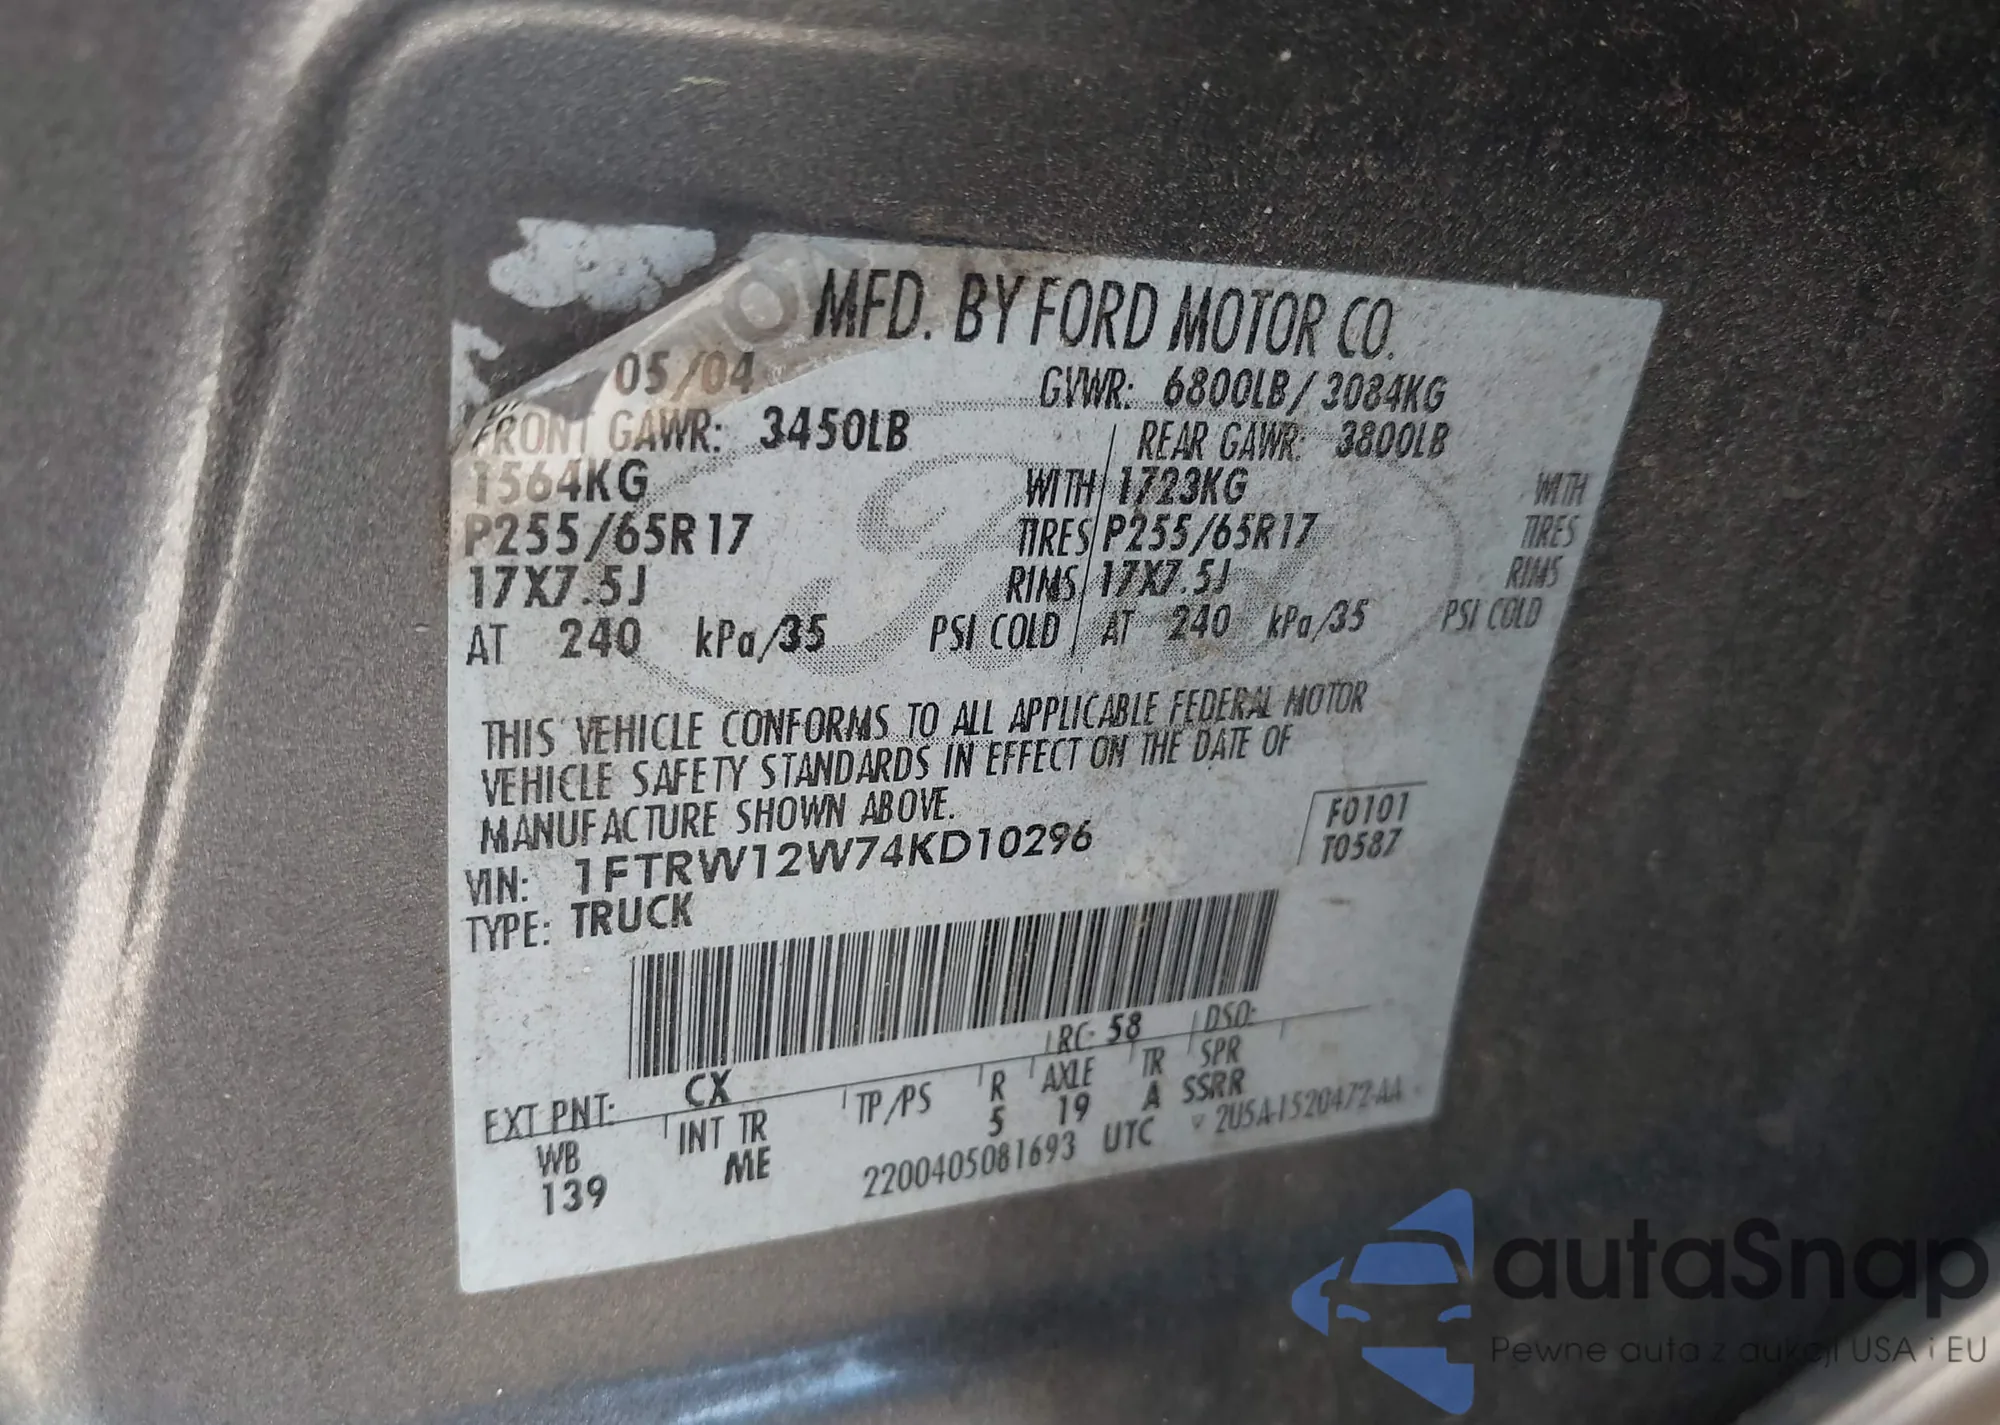 MFD. BY FORD MOTOR CO.
05/04 GVWR: 6800LB/3084KG
FRONT GAWR: 3450LB REAR GAWR: 3800LB
1564KG WITH 1723KG WITH
P255/65R17 TIRES P255/65R17 TIRES
17X7.5J RIMS 17X7.5J RIMS
AT 240 kPa/35 PSI COLD AT 240 kPa/35 PSI COLD
THIS VEHICLE CONFORMS TO ALL APPLICABLE FEDERAL MOTOR
VEHICLE SAFETY STANDARDS IN EFFECT ON THE DATE OF
MANUFACTURE SHOWN ABOVE.
F0101
VIN: 1FTRW12W74KD10296
T0587
TYPE: TRUCK
RC: 58 DSO:
EXT PNT: CX
WB INT TR TP/PS R AXLE TR SPR
139 ME 5 19 A SSRR
2200405081693 UTC 2U5A-1520472-AA
autaSnap
Pewne auta z aukcji USA i EU